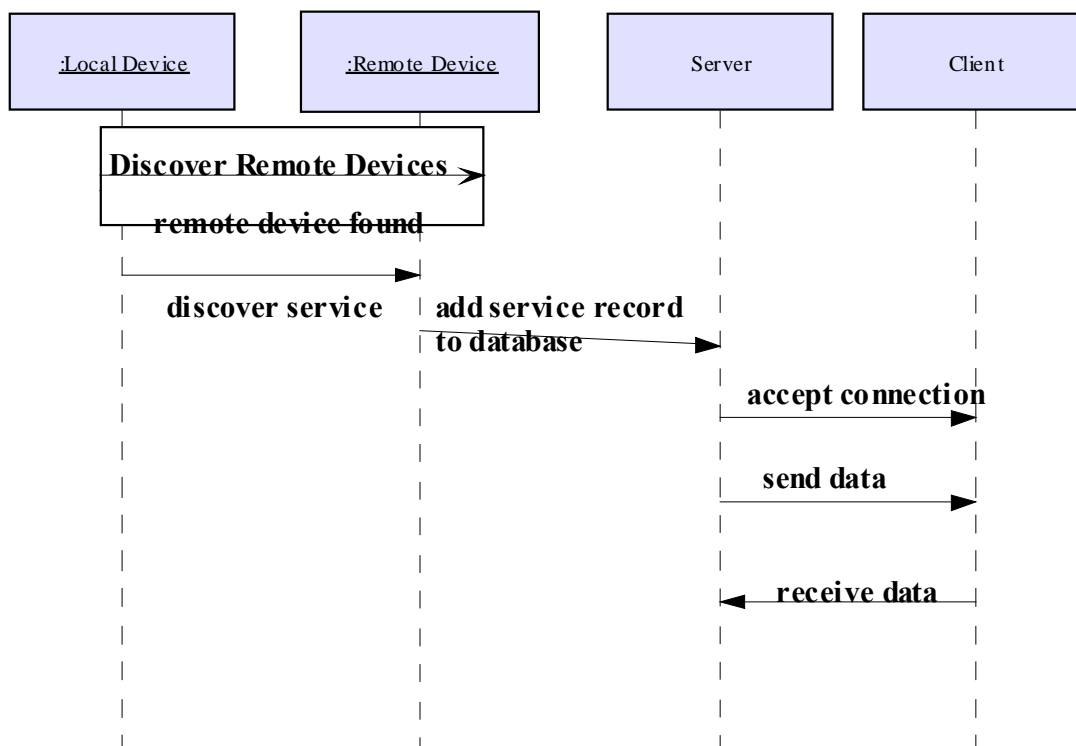 :Local Device
:Remote Device
Server
Client
Discover Remote Devices
remote device found
discover service
add service record
to database
accept connection
send data
receive data